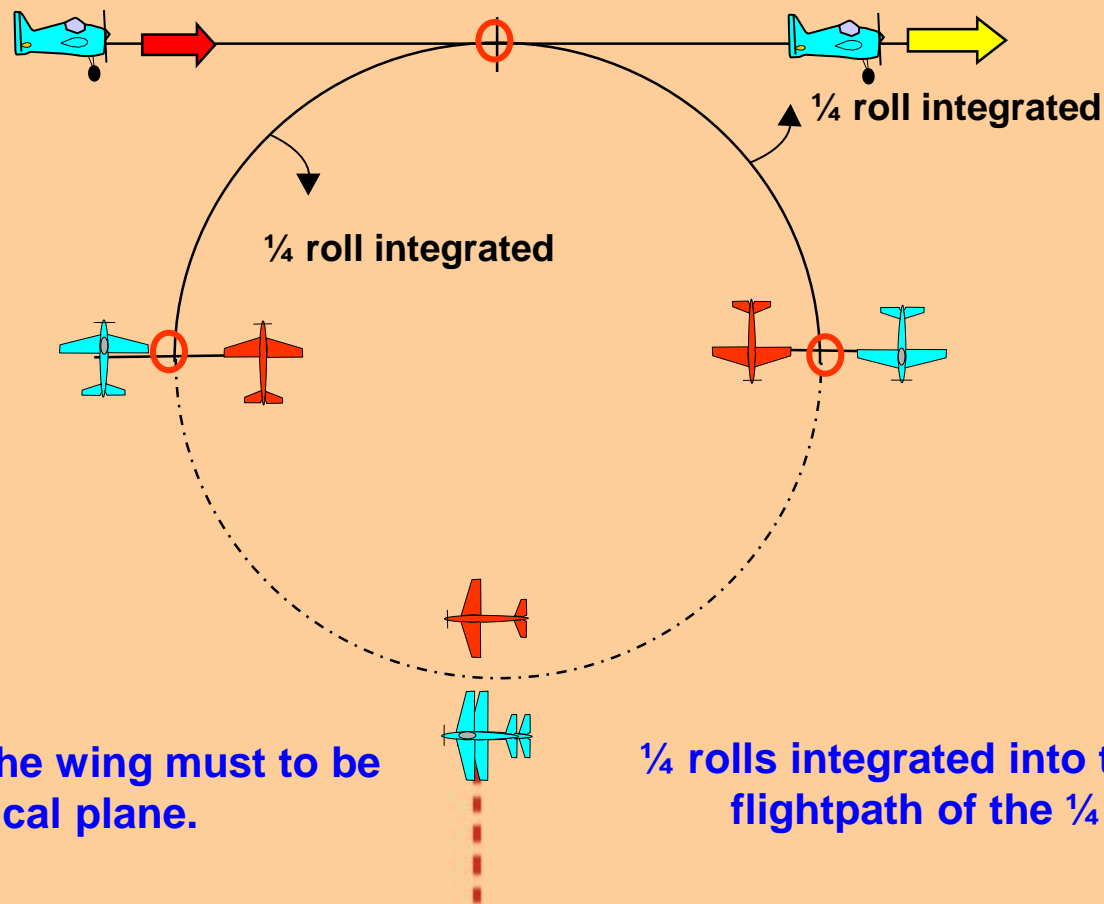 ¼ roll integrated
¼ roll integrated
he wing must to be
cal plane.
¼ rolls integrated into t
flightpath of the ¼